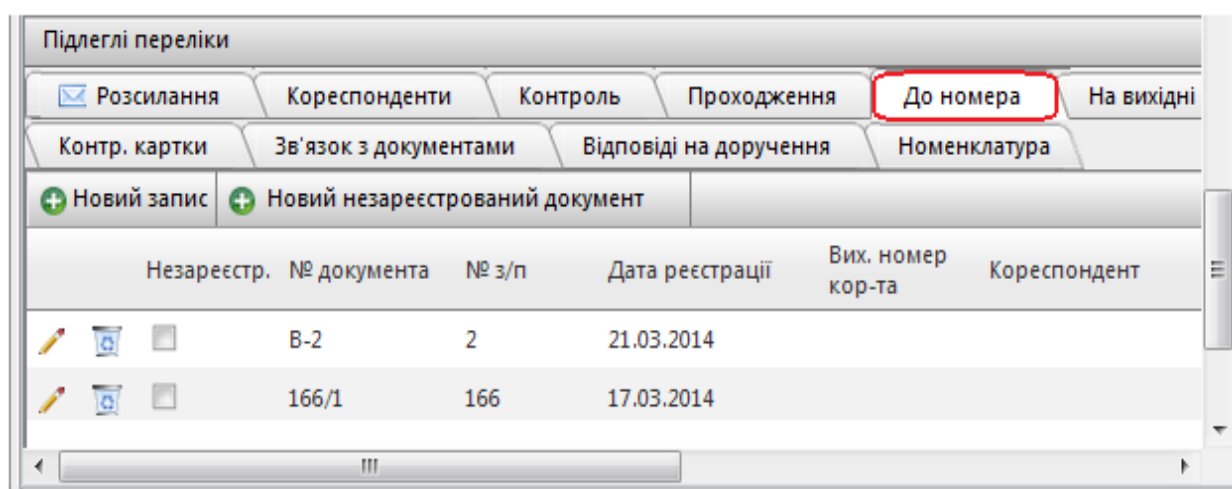 Підлеглі переліки
Розсилання Кореспонденти Контроль Проходження До номера На вихідні
Контр. картки Зв'язок з документами Відповіді на доручення Номенклатура
Новий запис Новий незареєстрований документ
Незареєстр. № документа № з/п Дата реєстрації Вих. номер кор-та Кореспондент
В-2 2 21.03.2014
166/1 166 17.03.2014